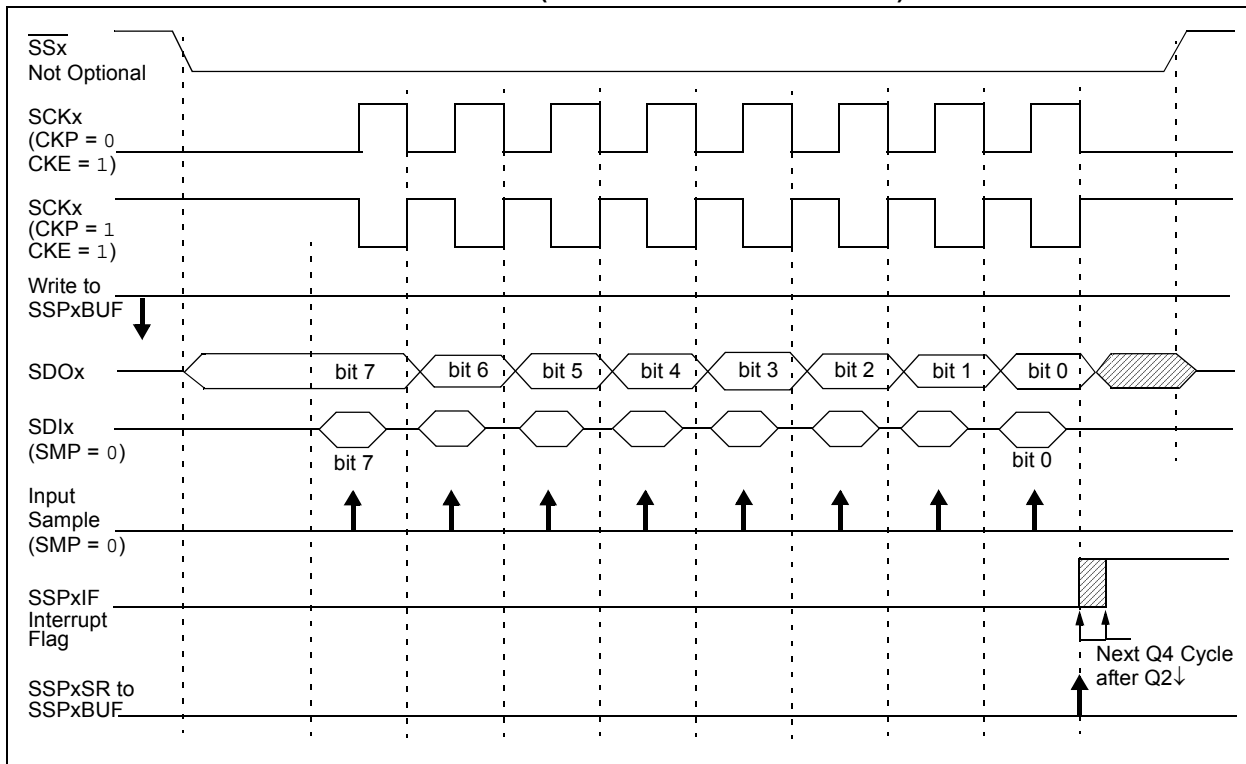 SSx
Not Optional
SCKx
(CKP = 0
CKE = 1)
SCKx
(CKP = 1
CKE = 1)
Write to
SSPxBUF
SDOx
bit 7
bit 6
bit 5
bit 4
bit 3
bit 2
bit 1
bit 0
SDIx
(SMP = 0)
bit 7
bit 0
Input
Sample
(SMP = 0)
SSPxIF
Interrupt
Flag
Next Q4 Cycle
after Q2↓
SSPxSR to
SSPxBUF